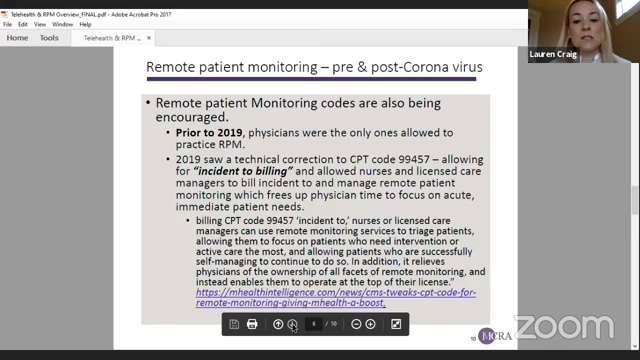 Telehealth & RPM Overview_FINAL.pdf - Adobe Acrobat Pro 2017
File Edit View Window Help
Home Tools Telehealth & RPM ... ×
Lauren Craig
Remote patient monitoring – pre & post-Corona virus
• Remote patient Monitoring codes are also being
encouraged.
• Prior to 2019, physicians were the only ones allowed to
practice RPM.
• 2019 saw a technical correction to CPT code 99457 – allowing
for “incident to billing” and allowed nurses and licensed care
managers to bill incident to and manage remote patient
monitoring which frees up physician time to focus on acute,
immediate patient needs.
• billing CPT code 99457 ‘incident to,’ nurses or licensed care
managers can use remote monitoring services to triage patients,
allowing them to focus on patients who need intervention or
active care the most, and allowing patients who are successfully
self-managing to continue to do so. In addition, it relieves
physicians of the ownership of all facets of remote monitoring, and
instead enables them to operate at the top of their license.”
https://mhealthintelligence.com/news/cms-tweaks-cpt-code-for-
remote-monitoring-giving-mhealth-a-boost.
6 / 10
10 MCRA
zoom